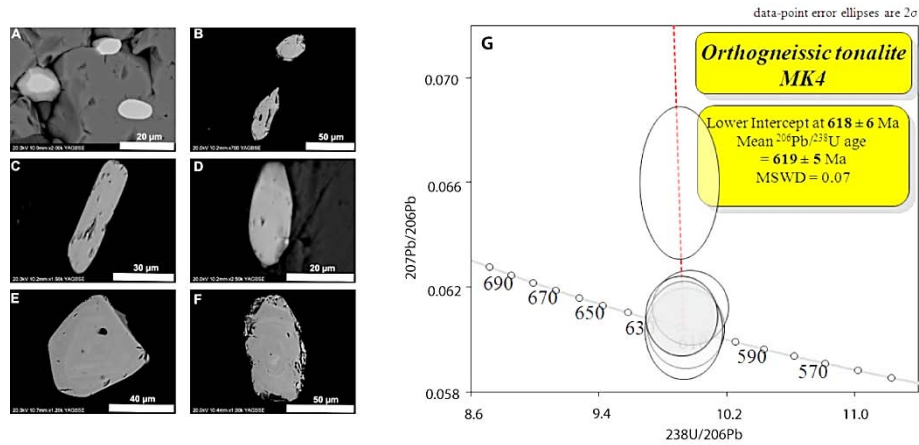 A
20 µm
B
50 µm
C
30 µm
D
20 µm
E
40 µm
F
50 µm
data-point error ellipses are 2σ
G
Orthogneissic tonalite
MK4
Lower Intercept at 618 ± 6 Ma
Mean 206Pb/238U age
= 619 ± 5 Ma
MSWD = 0.07
207Pb/206Pb
0.070
0.066
0.062
0.058
690
670
650
63
590
570
8.6
9.4
10.2
11.0
238U/206Pb